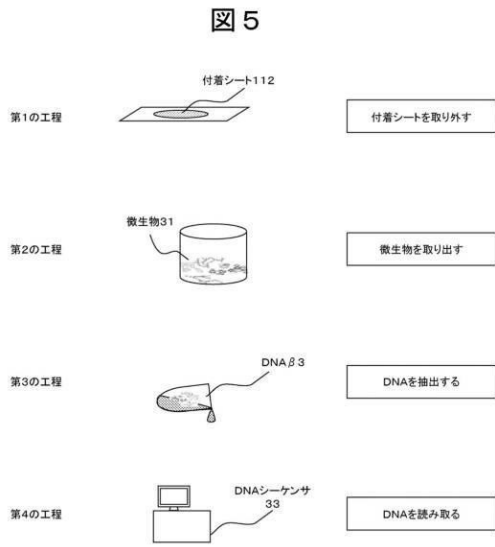 図５
付着シート112
第1の工程
付着シートを取り外す
微生物31
第2の工程
微生物を取り出す
DNAβ3
第3の工程
DNAを抽出する
DNAシーケンサ
33
第4の工程
DNAを読み取る